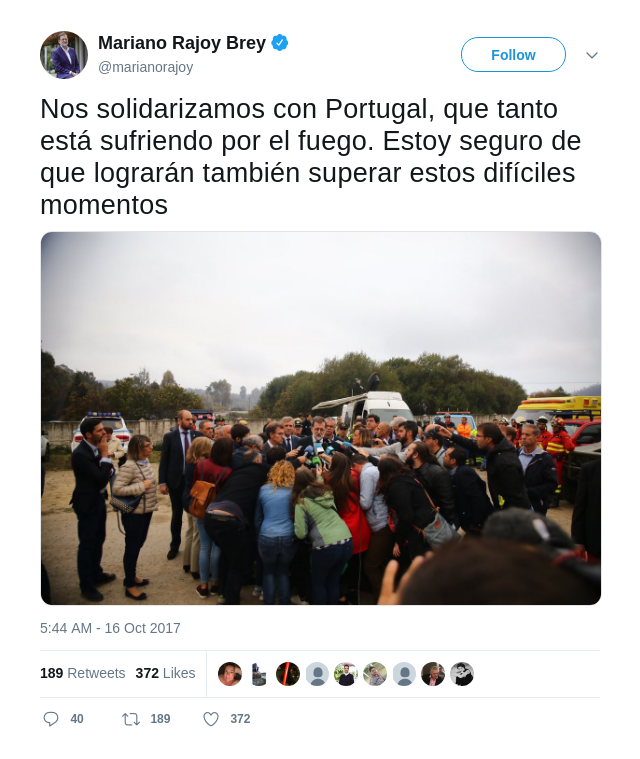 Mariano Rajoy Brey
@marianorajoy
Follow
Nos solidarizamos con Portugal, que tanto
está sufriendo por el fuego. Estoy seguro de
que lograrán también superar estos difíciles
momentos
5:44 AM - 16 Oct 2017
189 Retweets 372 Likes
40 189 372